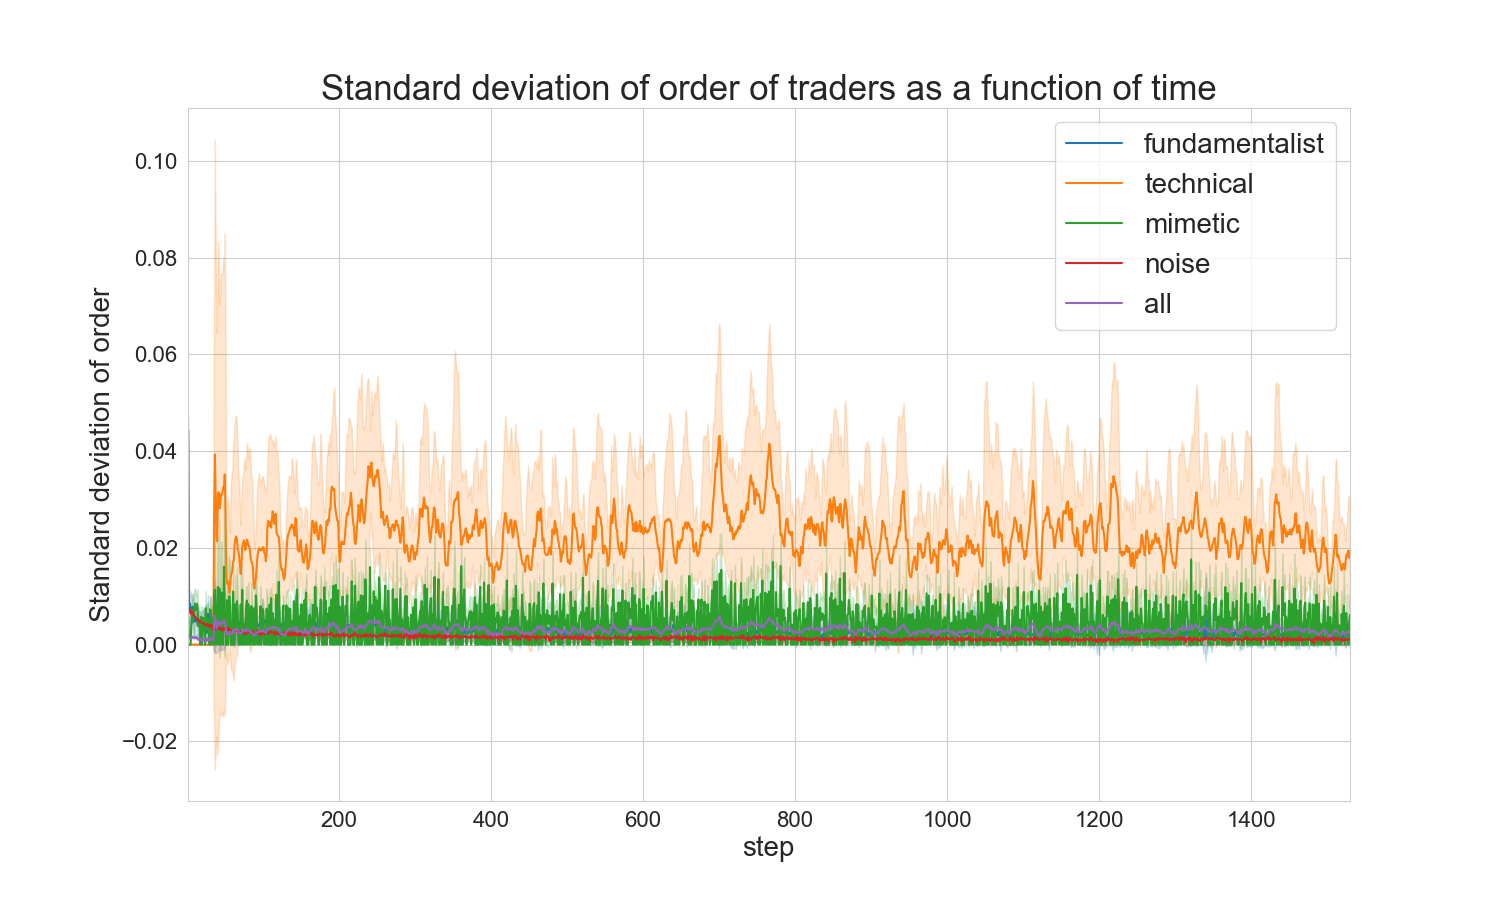 Standard deviation of order of traders as a function of time
fundamentalist
technical
mimetic
noise
all
Standard deviation of order
0.10
0.08
0.06
0.04
0.02
0.00
−0.02
200 400 600 800 1000 1200 1400
step